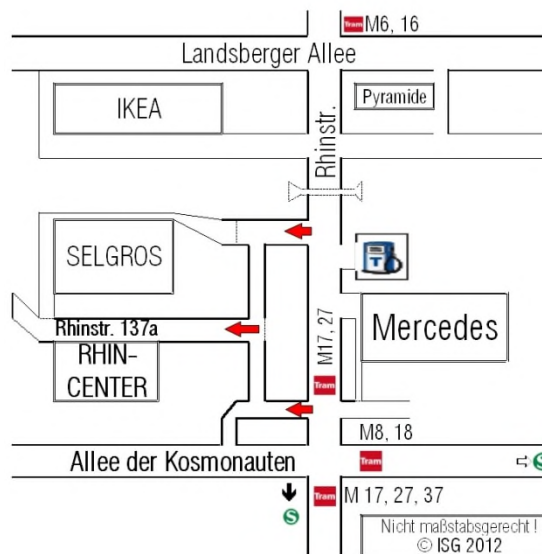 Tram M6, 16
Landsberger Allee
IKEA
Pyramide
Rhinstr.
SELGROS
T
Rhinstr. 137a
Mercedes
RHIN-
CENTER
M17, 27
Tram
M8, 18
Allee der Kosmonauten
Tram
S
Tram M 17, 27, 37
S
Nicht maßstabsgerecht !
© ISG 2012